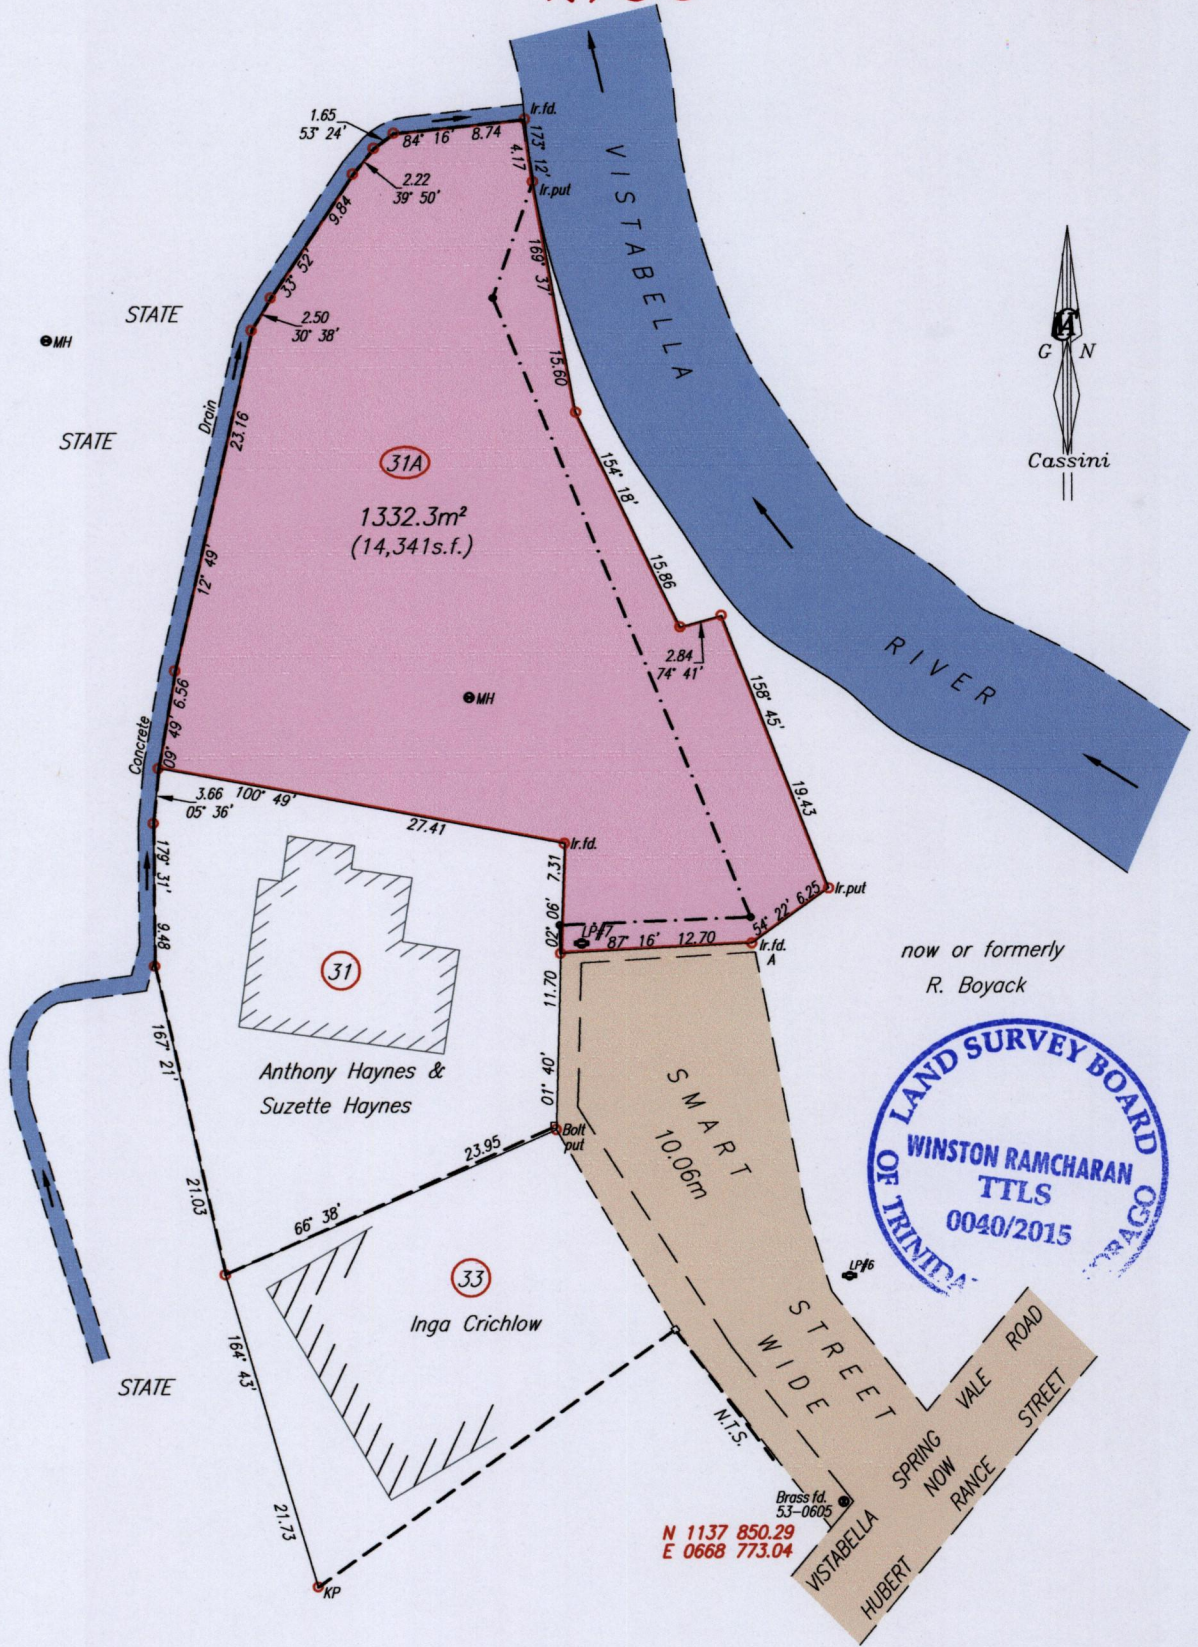 Ir.fd.
1.65
53° 24'
84° 16' 8.74
173° 12'
4.17
Ir.put
2.22
39° 50'
9.84
33° 52'
2.50
30° 38'
169° 37'
15.60
VISTABELLA
STATE
MH
STATE
Drain
23.16
12° 49'
31A
1332.3m²
(14,341s.f.)
G N
Cassini
154° 18'
15.86
2.84
74° 41'
RIVER
158° 45'
19.43
MH
6.56
09° 49'
Concrete
3.66
05° 36'
100° 49'
27.41
Ir.fd.
7.31
02° 06'
LP#7
87° 16' 12.70
54° 22' 6.25
Ir.put
Ir.fd.
A
179° 31'
9.48
31
Anthony Haynes &
Suzette Haynes
11.70
01° 40'
now or formerly
R. Boyack
LAND SURVEY BOARD
WINSTON RAMCHARAN
TTLS
0040/2015
OF
SMART
10.06m
STREET
WIDE
167° 21'
21.03
Bolt
put
23.95
66° 38'
33
Inga Crichlow
LP#6
164° 43'
21.73
STATE
KP
N.T.S.
Brass fd.
53-0605
N 1137 850.29
E 0668 773.04
VISTABELLA SPRING VALE ROAD
NOW
HUBERT RANCE STREET